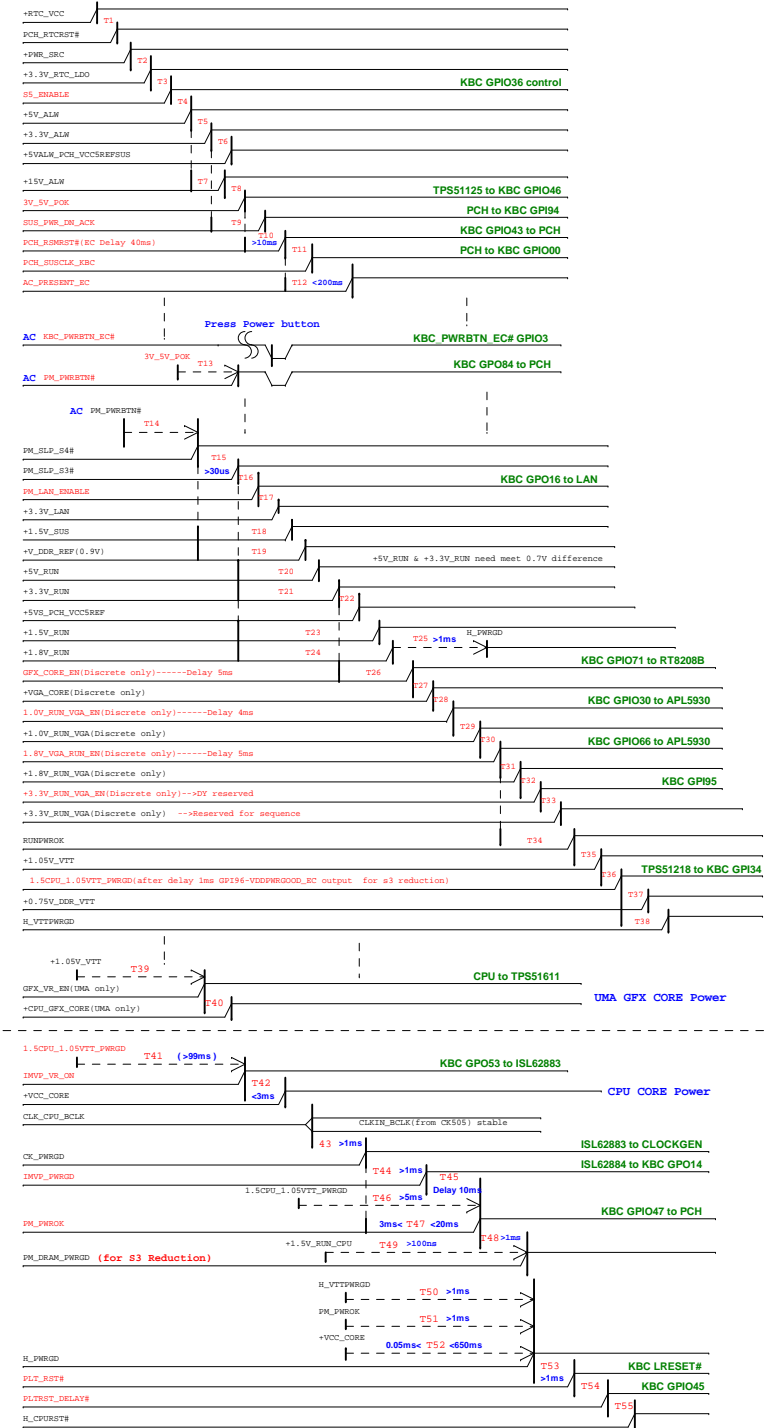 +RTC_VCC
T1
PCH_RTCRST#
+PWR_SRC
T2
+3.3V_RTC_LDO
T3
KBC GPIO36 control
S5_ENABLE
T4
+5V_ALW
T5
+3.3V_ALW
T6
+5VALW_PCH_VCC5REFSUS
+15V_ALW
T7
T8
TPS51125 to KBC GPIO46
3V_5V_POK
PCH to KBC GPI94
SUS_PWR_DN_ACK
T9
T10
KBC GPIO43 to PCH
PCH_RSMRST#(EC Delay 40ms)
>10ms
T11
PCH to KBC GPIO00
PCH_SUSCLK_KBC
AC_PRESENT_EC
T12 <200ms
Press Power button
AC KBC_PWRBTN_EC#
KBC_PWRBTN_EC# GPIO3
3V_5V_POK
T13
KBC GPO84 to PCH
AC PM_PWRBTN#
AC PM_PWRBTN#
T14
PM_SLP_S4#
T15
PM_SLP_S3#
>30us
T16
KBC GPO16 to LAN
PM_LAN_ENABLE
T17
+3.3V_LAN
+1.5V_SUS
T18
+V_DDR_REF(0.9V)
T19
+5V_RUN & +3.3V_RUN need meet 0.7V difference
+5V_RUN
T20
+3.3V_RUN
T21
T22
+5VS_PCH_VCC5REF
+1.5V_RUN
T23
T25 >1ms
H_PWRGD
+1.8V_RUN
T24
KBC GPIO71 to RT8208B
GFX_CORE_EN(Discrete only)------Delay 5ms
T26
T27
+VGA_CORE(Discrete only)
T28
KBC GPIO30 to APL5930
1.0V_RUN_VGA_EN(Discrete only)------Delay 4ms
T29
+1.0V_RUN_VGA(Discrete only)
T30
KBC GPIO66 to APL5930
1.8V_VGA_RUN_EN(Discrete only)------Delay 5ms
T31
+1.8V_RUN_VGA(Discrete only)
T32
KBC GPI95
+3.3V_RUN_VGA_EN(Discrete only)-->DY reserved
T33
+3.3V_RUN_VGA(Discrete only) -->Reserved for sequence
RUNPWROK
T34
+1.05V_VTT
T35
TPS51218 to KBC GPI34
1.5CPU_1.05VTT_PWRGD(after delay 1ms GPI96-VDDPWRGOOD_EC output for s3 reduction)
T36
+0.75V_DDR_VTT
T37
H_VTTPWRGD
T38
+1.05V_VTT
T39
CPU to TPS51611
GFX_VR_EN(UMA only)
UMA GFX CORE Power
+CPU_GFX_CORE(UMA only)
T40
1.5CPU_1.05VTT_PWRGD
T41 (>99ms)
KBC GPO53 to ISL62883
IMVP_VR_ON
T42
+VCC_CORE
<3ms
CPU CORE Power
CLK_CPU_BCLK
CLKIN_BCLK(from CK505) stable
43 >1ms
ISL62883 to CLOCKGEN
CK_PWRGD
T44 >1ms
ISL62884 to KBC GPO14
IMVP_PWRGD
T45
1.5CPU_1.05VTT_PWRGD
Delay 10ms
T46 >5ms
KBC GPIO47 to PCH
PM_PWROK
3ms< T47 <20ms
+1.5V_RUN_CPU
T49 >100ns
T48 >1ms
PM_DRAM_PWRGD (for S3 Reduction)
H_VTTPWRGD
T50 >1ms
PM_PWROK
T51 >1ms
+VCC_CORE
0.05ms< T52 <650ms
H_PWRGD
T53
KBC LRESET#
PLT_RST#
>1ms
T54
KBC GPIO45
PLTRST_DELAY#
T55
H_CPURST#